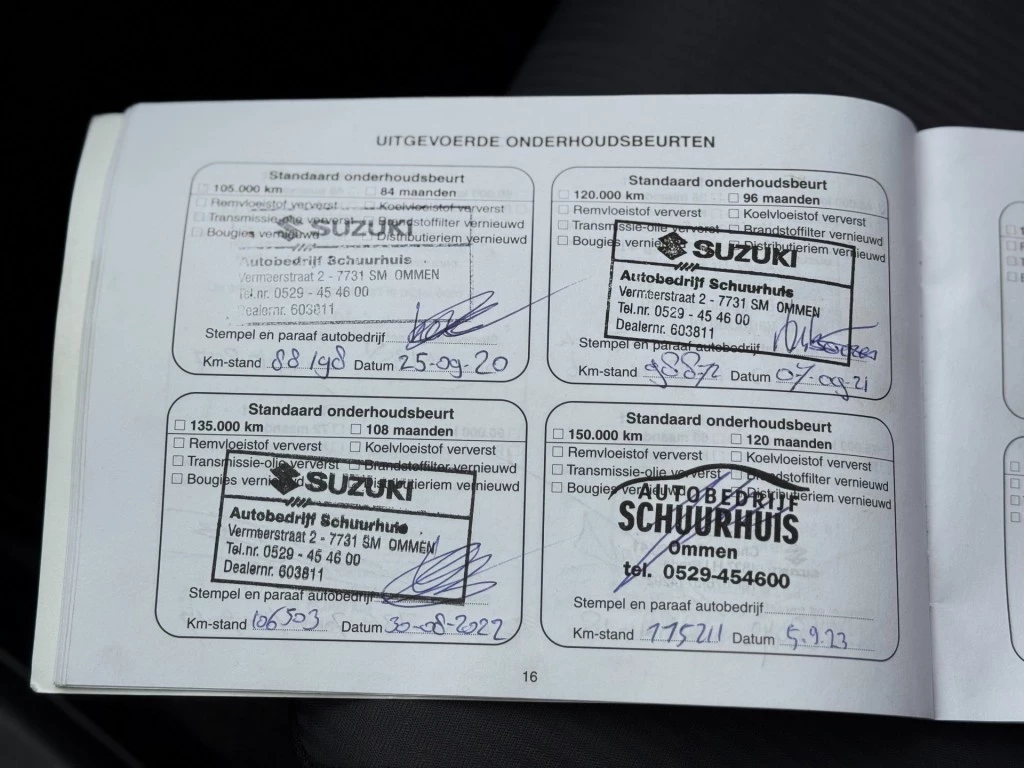 UITGEVOERDE ONDERHOUDSBEURTEN
Standaard onderhoudsbeurt
105.000 km 84 maanden
Remvloeistof ververst Koelvloeistof ververst
Transmissie-olie ververst Brandstoffilter vernieuwd
Bougies vernieuwd Distributieriem vernieuwd
SUZUKI
Autobedrijf Schuurhuis
Vermeerstraat 2 - 7731 SM OMMEN
Tel.nr. 0529 - 45 46 00
Dealernr. 603811
Stempel en paraaf autobedrijf
Km-stand 88198 Datum 25-09-20
Standaard onderhoudsbeurt
120.000 km 96 maanden
Remvloeistof ververst Koelvloeistof ververst
Transmissie-olie ververst Brandstoffilter vernieuwd
Bougies vernieuwd Distributieriem vernieuwd
SUZUKI
Autobedrijf Schuurhuis
Vermeerstraat 2 - 7731 SM OMMEN
Tel.nr. 0529 - 45 46 00
Dealernr. 603811
Stempel en paraaf autobedrijf
Km-stand 98872 Datum 07-09-21
Standaard onderhoudsbeurt
135.000 km 108 maanden
Remvloeistof ververst Koelvloeistof ververst
Transmissie-olie ververst Brandstoffilter vernieuwd
Bougies vernieuwd Distributieriem vernieuwd
SUZUKI
Autobedrijf Schuurhuis
Vermeerstraat 2 - 7731 SM OMMEN
Tel.nr. 0529 - 45 46 00
Dealernr. 603811
Stempel en paraaf autobedrijf
Km-stand 106503 Datum 30-08-2022
Standaard onderhoudsbeurt
150.000 km 120 maanden
Remvloeistof ververst Koelvloeistof ververst
Transmissie-olie ververst Brandstoffilter vernieuwd
Bougies vernieuwd Distributieriem vernieuwd
AUTOBEDRIJF
SCHUURHUIS
Ommen
tel. 0529-454600
Stempel en paraaf autobedrijf
Km-stand 115211 Datum 5.9.23
16